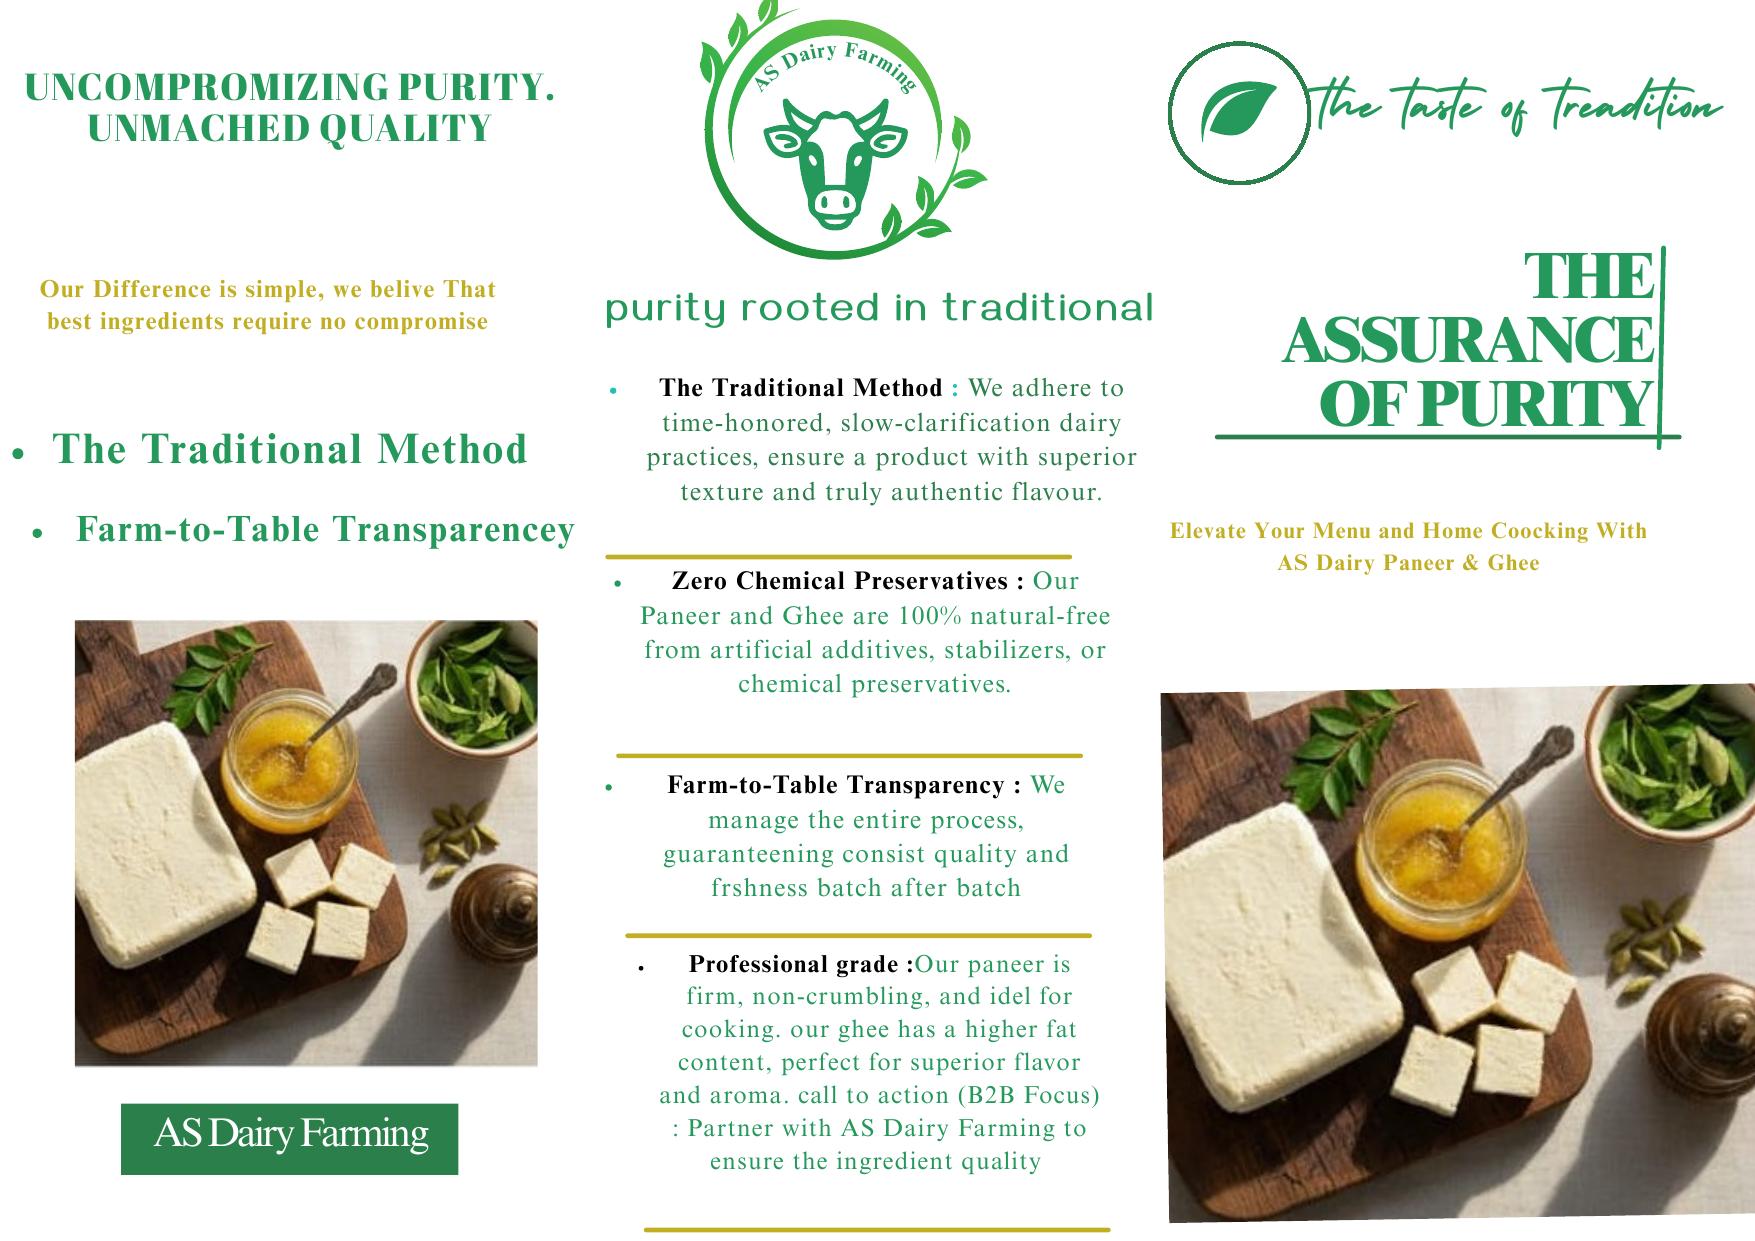 UNCOMPROMIZING PURITY.
UNMACHED QUALITY
Our Difference is simple, we belive That
best ingredients require no compromise
• The Traditional Method
• Farm-to-Table Transparencey
AS Dairy Farming
AS Dairy Farming
purity rooted in traditional
• The Traditional Method : We adhere to
time-honored, slow-clarification dairy
practices, ensure a product with superior
texture and truly authentic flavour.
• Zero Chemical Preservatives : Our
Paneer and Ghee are 100% natural-free
from artificial additives, stabilizers, or
chemical preservatives.
• Farm-to-Table Transparency : We
manage the entire process,
guaranteening consist quality and
frshness batch after batch
• Professional grade :Our paneer is
firm, non-crumbling, and idel for
cooking. our ghee has a higher fat
content, perfect for superior flavor
and aroma. call to action (B2B Focus)
: Partner with AS Dairy Farming to
ensure the ingredient quality
the taste of treadition
THE
ASSURANCE
OF PURITY
Elevate Your Menu and Home Coocking With
AS Dairy Paneer & Ghee